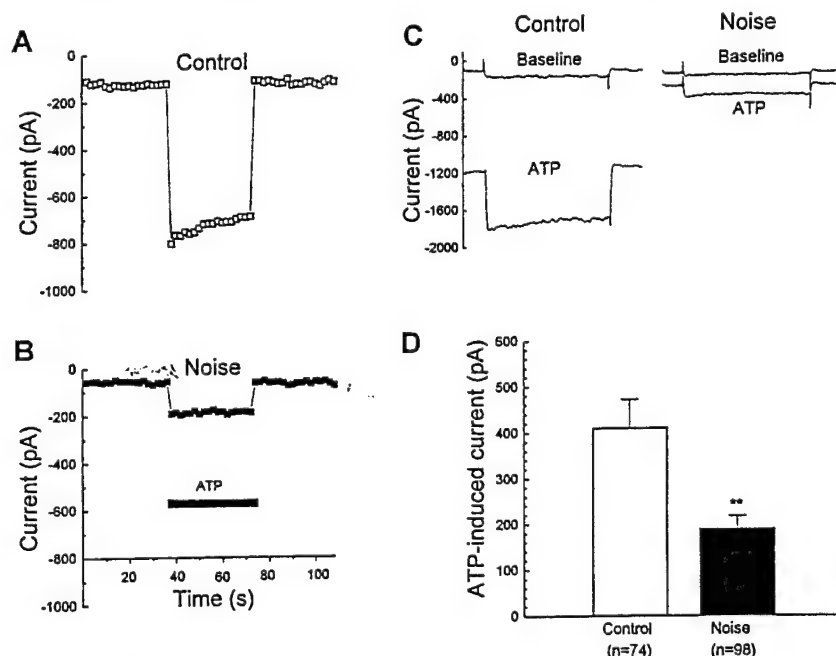 A
Control
Current (pA)
0
-200
-400
-600
-800
-1000
B
Noise
Current (pA)
0
-200
-400
-600
-800
-1000
ATP
20 40 60 80 100
Time (s)
C
Control Noise
Current (pA)
0
-400
-800
-1200
-1600
-2000
Baseline
ATP
Baseline
ATP
D
ATP-induced current (pA)
600
500
400
300
200
100
0
**
Control Noise
(n=74) (n=98)